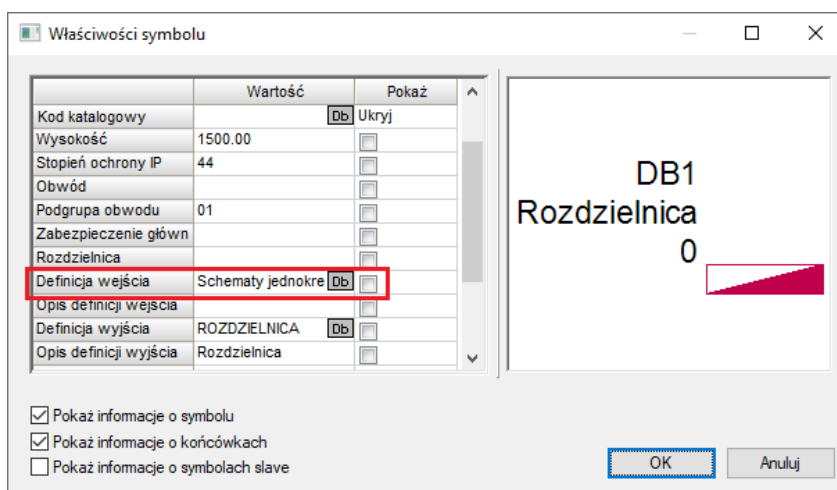 Właściwości symbolu
Wartość Pokaż
Kod katalogowy Db Ukryj
Wysokość 1500.00
Stopień ochrony IP 44
Obwód
Podgrupa obwodu 01
Zabezpieczenie główn
Rozdzielnica
Definicja wejścia Schematy jednokre Db
Opis definicji wejścia
Definicja wyjścia ROZDZIELNICA Db
Opis definicji wyjścia Rozdzielnica
DB1
Rozdzielnica
0
Pokaż informacje o symbolu
Pokaż informacje o końcówkach
Pokaż informacje o symbolach slave
OK Anuluj